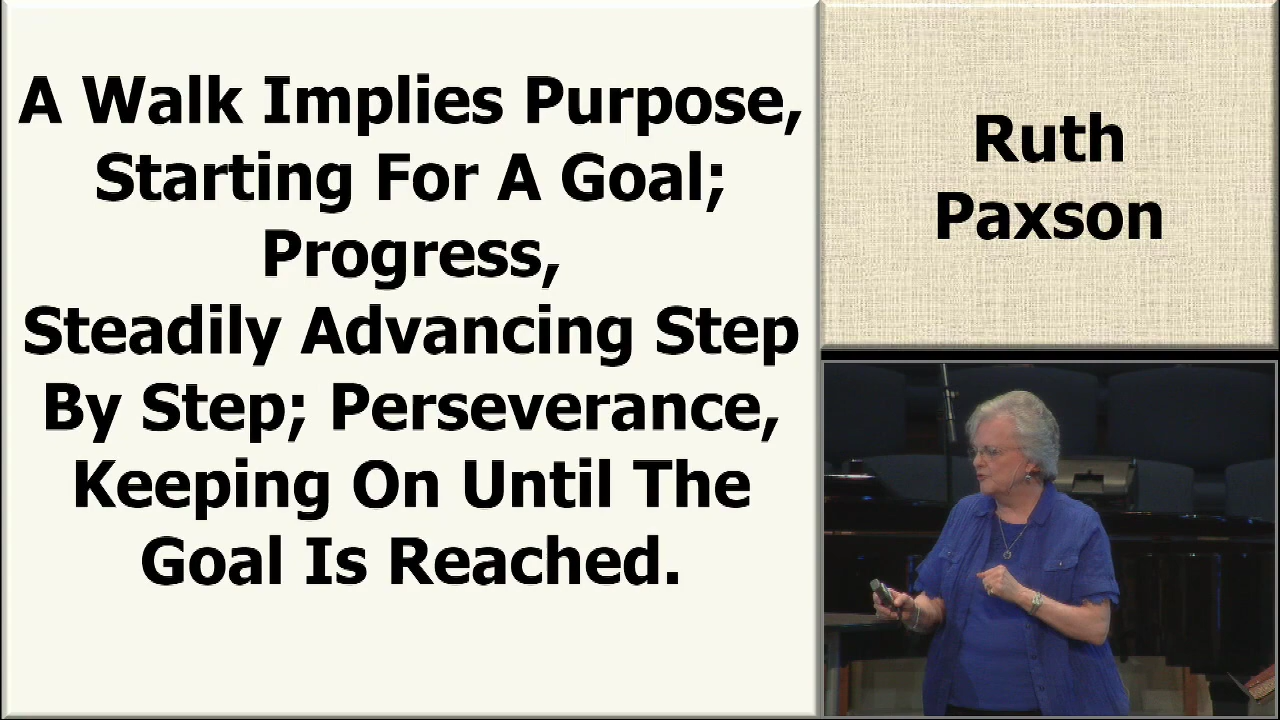 A Walk Implies Purpose,
Starting For A Goal;
Progress,
Steadily Advancing Step
By Step; Perseverance,
Keeping On Until The
Goal Is Reached.
Ruth
Paxson